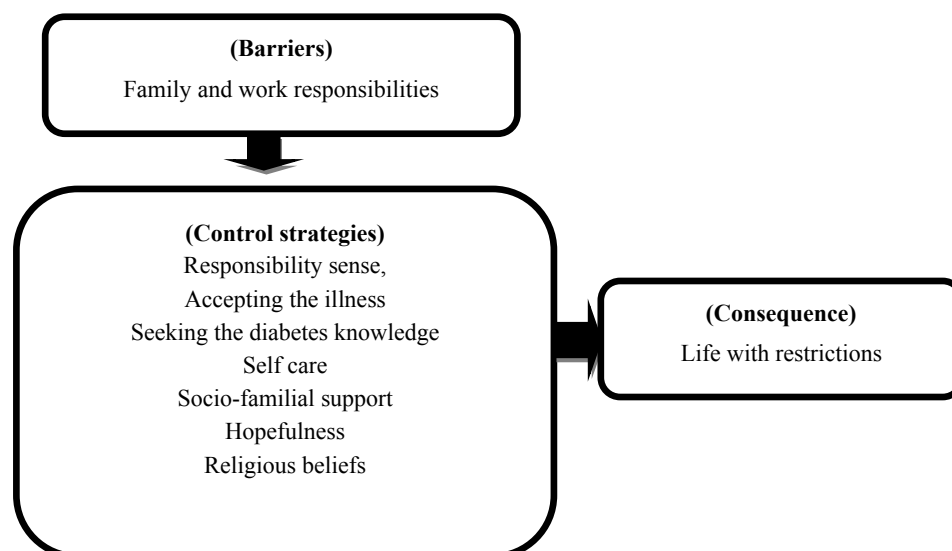 (Barriers)
Family and work responsibilities
(Control strategies)
Responsibility sense,
Accepting the illness
Seeking the diabetes knowledge
Self care
Socio-familial support
Hopefulness
Religious beliefs
(Consequence)
Life with restrictions